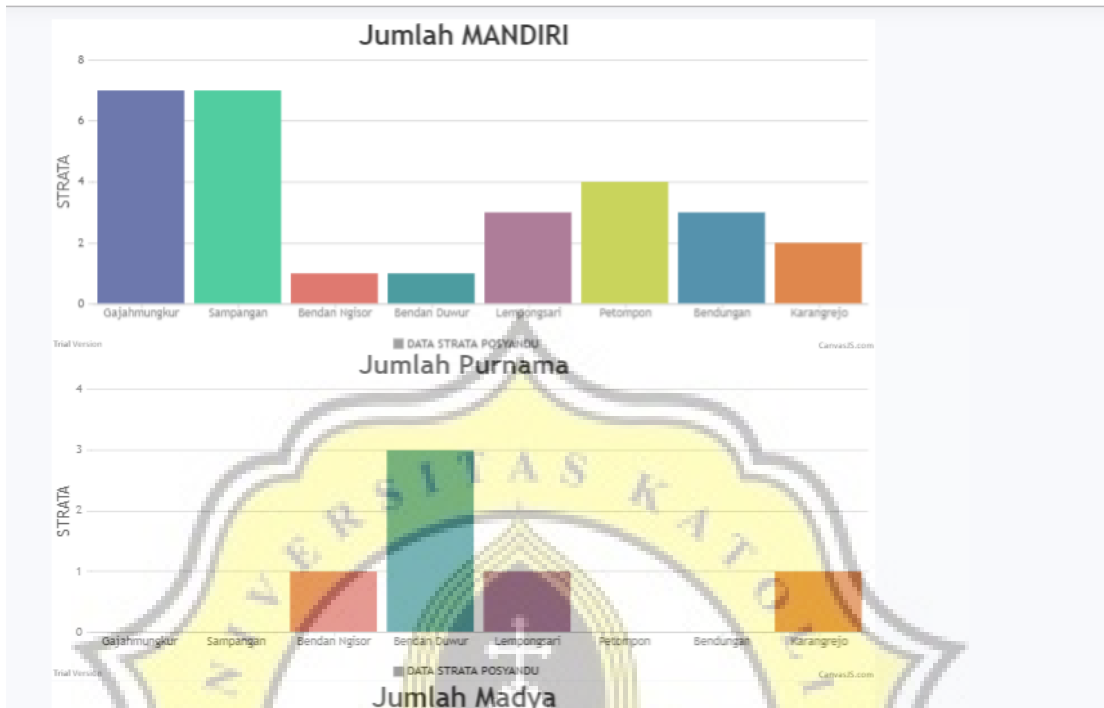 Jumlah MANDIRI
8
6
4
2
0
STRATA
Gajahmungkur Sampangan Bendan Ngisor Bendan Duwur Lempongsari Petompon Bendungan Karangrejo
Trial Version DATA STRATA POSYANDU CanvasJS.com
Jumlah Purnama
4
3
2
1
0
STRATA
Gajahmungkur Sampangan Bendan Ngisor Bendan Duwur Lempongsari Petompon Bendungan Karangrejo
Trial Version DATA STRATA POSYANDU CanvasJS.com
Jumlah Madya
NIVERSITAS KATOLI